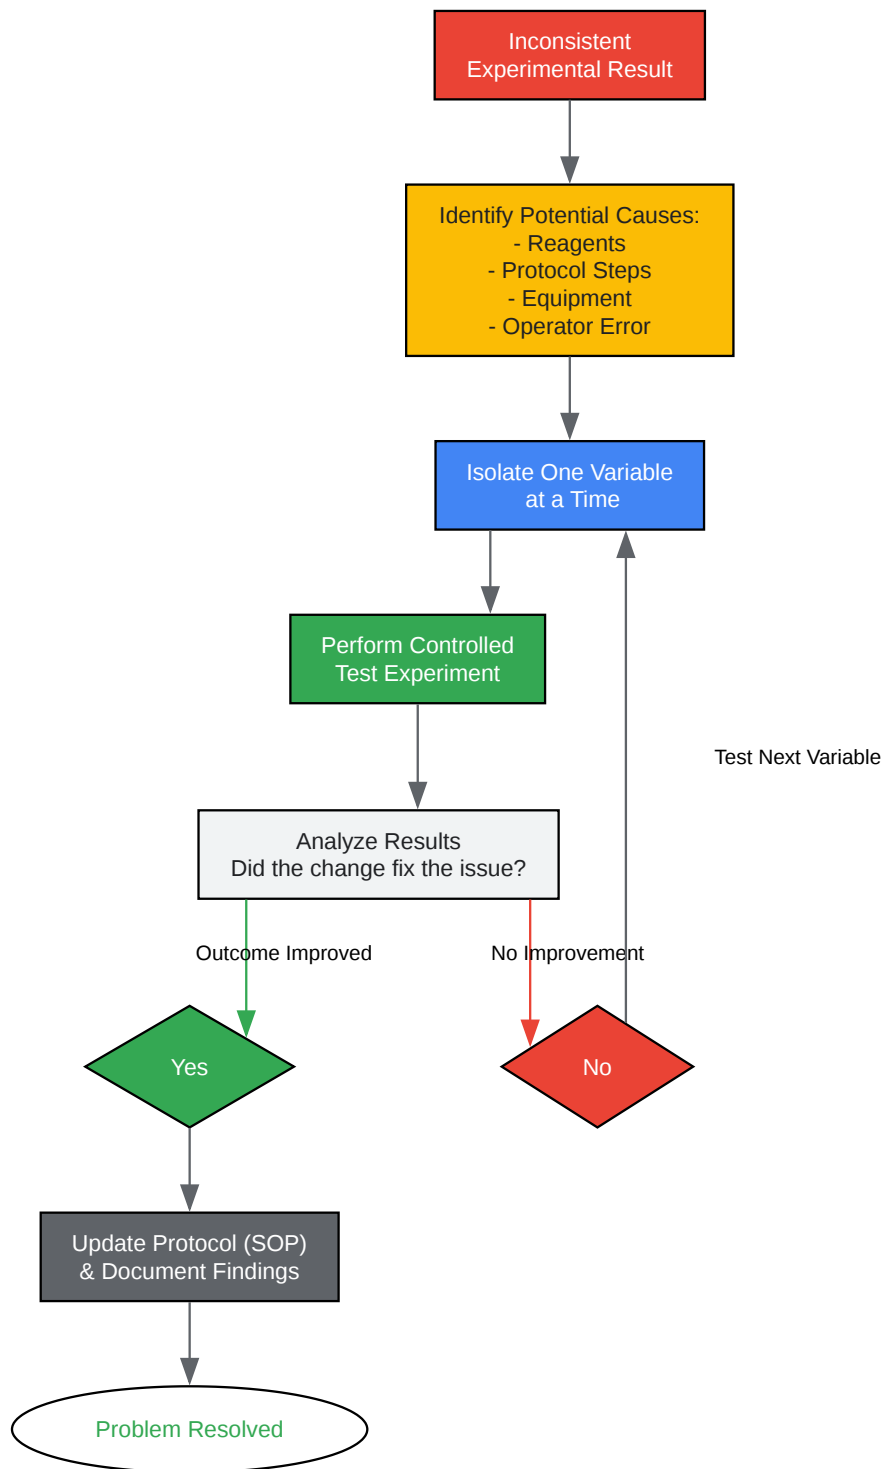 Inconsistent
Experimental Result
Identify Potential Causes:
- Reagents
- Protocol Steps
- Equipment
- Operator Error
Isolate One Variable
at a Time
Perform Controlled
Test Experiment
Test Next Variable
Analyze Results
Did the change fix the issue?
Outcome Improved
No Improvement
Yes
No
Update Protocol (SOP)
& Document Findings
Problem Resolved